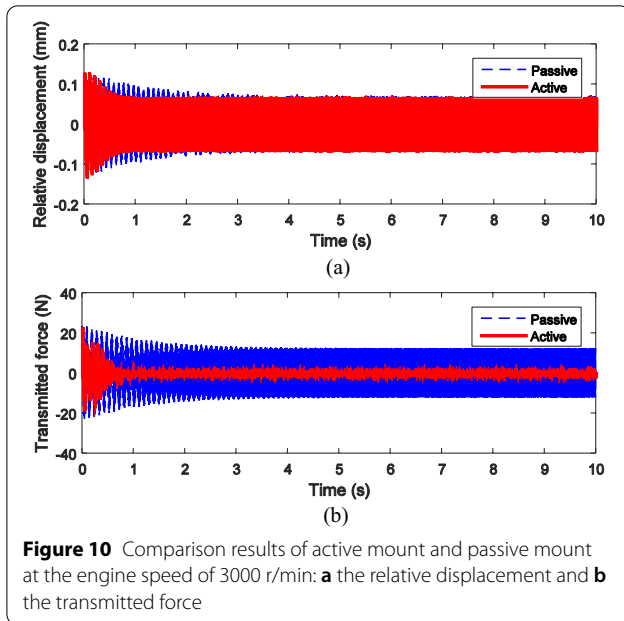 0.2
0.1
0
-0.1
-0.2
Relative displacement (mm)
Passive
Active
0 1 2 3 4 5 6 7 8 9 10
Time (s)
(a)
40
20
0
-20
-40
Transmitted force (N)
Passive
Active
0 1 2 3 4 5 6 7 8 9 10
Time (s)
(b)
Figure 10 Comparison results of active mount and passive mount
at the engine speed of 3000 r/min: a the relative displacement and b
the transmitted force